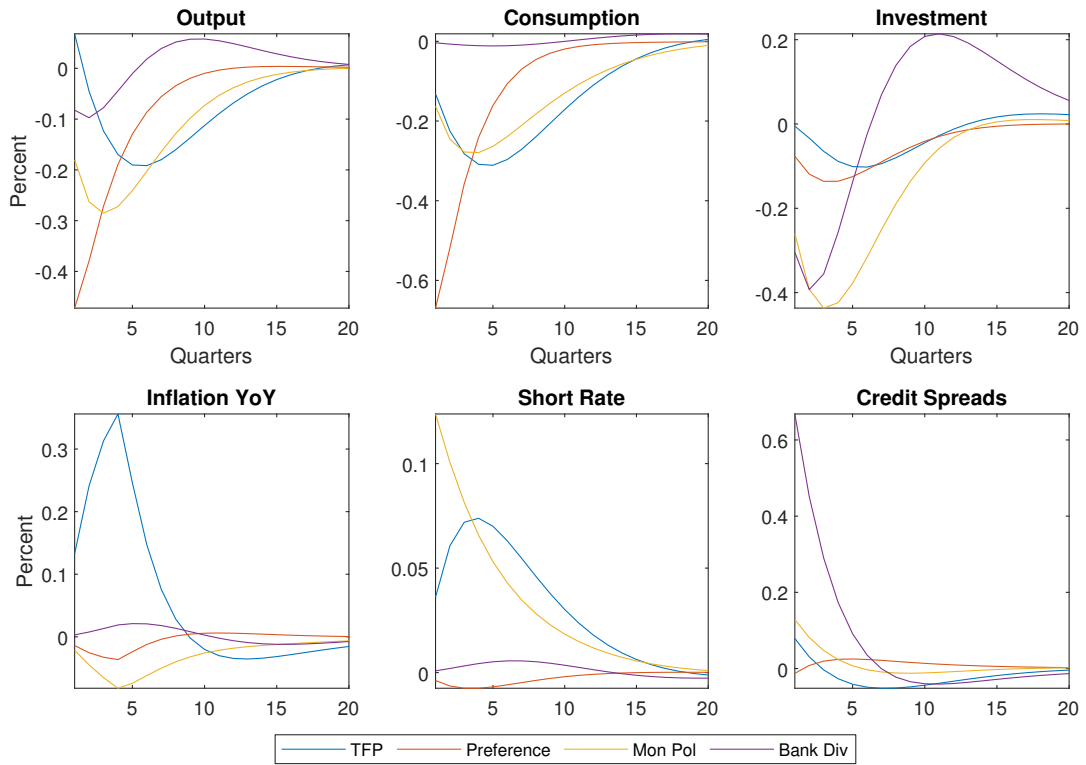 Output
Consumption
Investment
Percent
0
-0.1
-0.2
-0.3
-0.4
5 10 15 20
Quarters
0
-0.2
-0.4
-0.6
5 10 15 20
Quarters
0.2
0
-0.2
-0.4
5 10 15 20
Inflation YoY
Short Rate
Credit Spreads
Percent
0.3
0.2
0.1
0
5 10 15 20
0.1
0.05
0
5 10 15 20
0.6
0.4
0.2
0
5 10 15 20
TFP Preference Mon Pol Bank Div